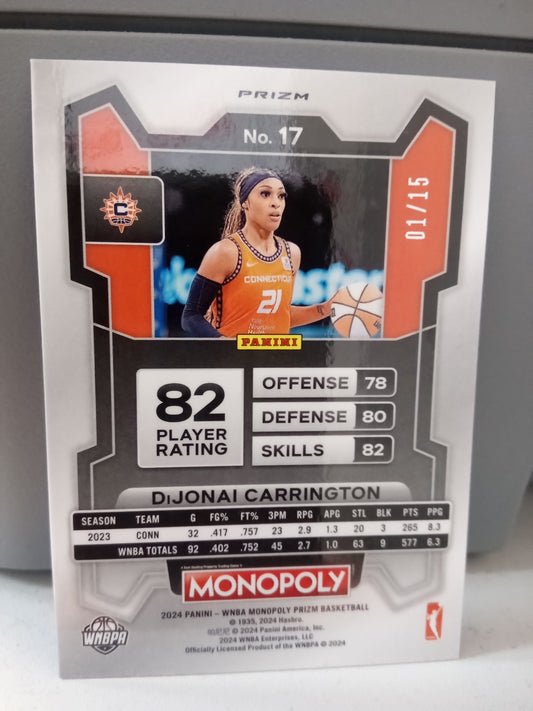 PRIZM
No. 17
01/15
C
CONNECTICUT
21
PANINI
82
PLAYER
RATING
OFFENSE 78
DEFENSE 80
SKILLS 82
DiJONAI CARRINGTON
SEASON TEAM G FG% FT% 3PM RPG APG STL BLK PTS PPG
2023 CONN 32 .417 .757 23 2.9 1.3 20 3 265 8.3
WNBA TOTALS 92 .402 .752 45 2.7 1.0 63 9 577 6.3
MONOPOLY
2024 PANINI – WNBA MONOPOLY PRIZM BASKETBALL
© 1935, 2024 Hasbro.
© 2024 Panini America, Inc.
© 2024 WNBA Enterprises, LLC
Officially Licensed Product of the WNBPA © 2024
WNBPA